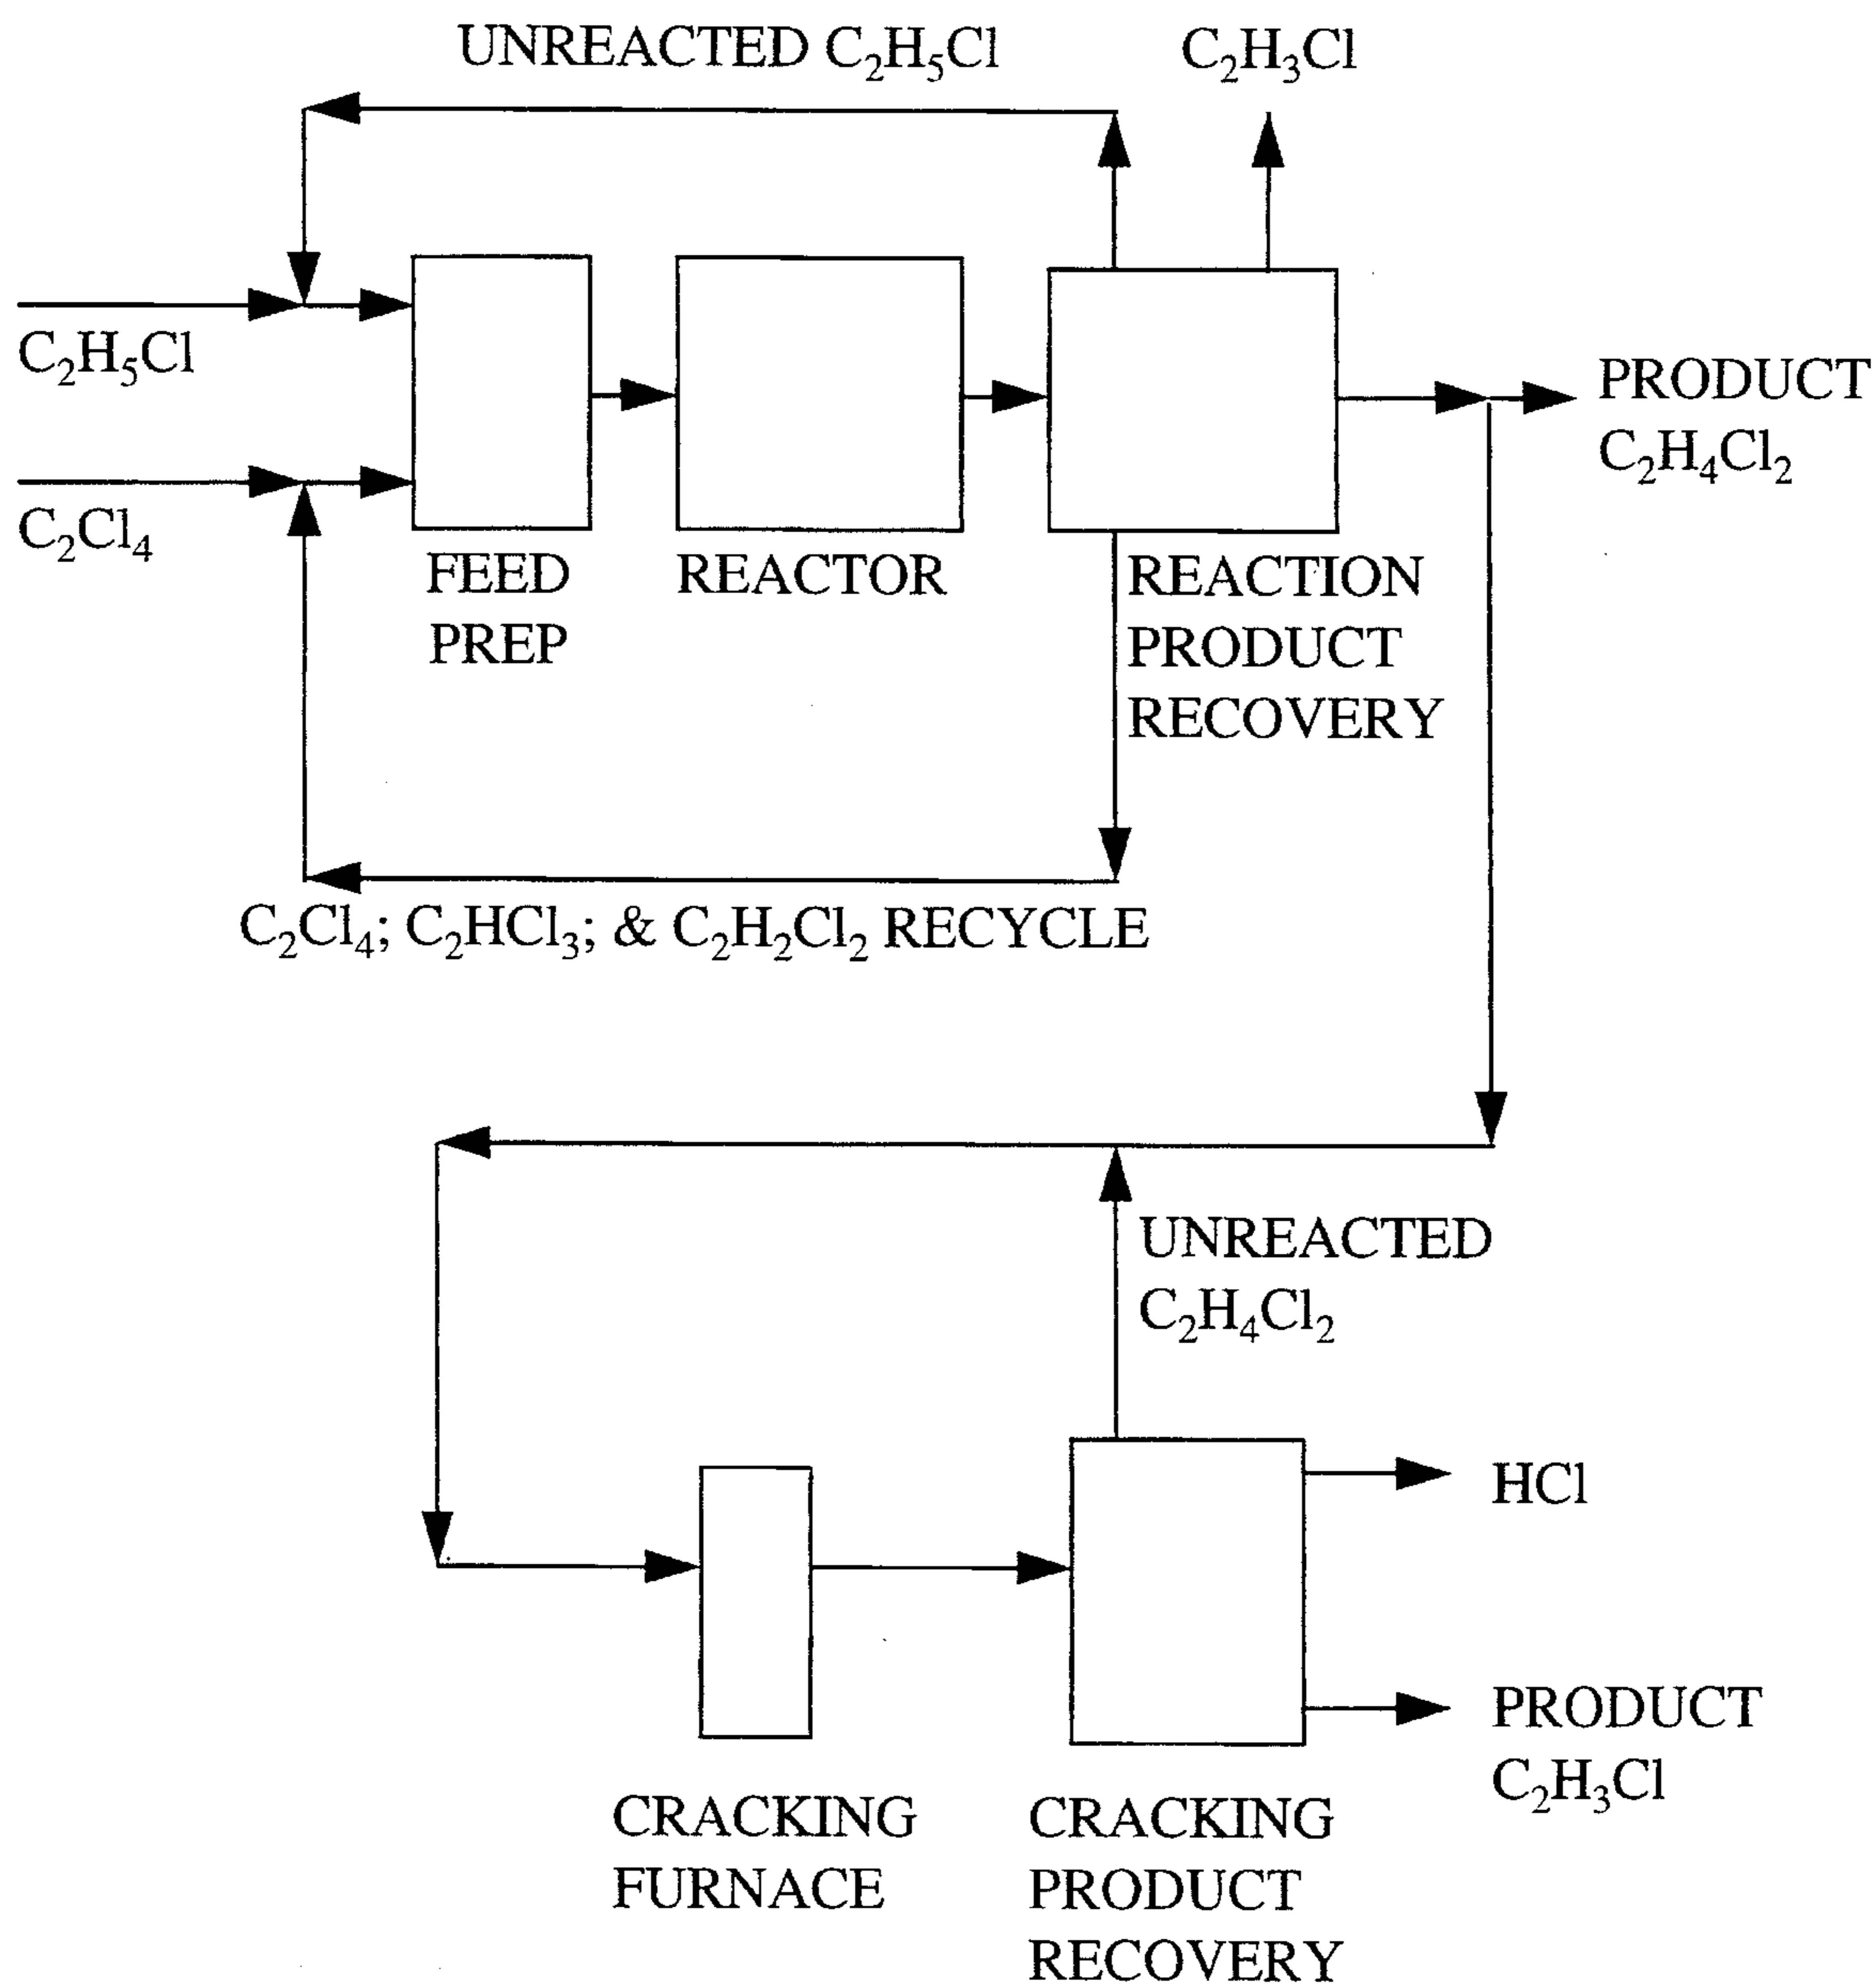 UNREACTED C₂H₅Cl
C₂H₃Cl
C₂H₅Cl
PRODUCT
C₂H₄Cl₂
C₂Cl₄
FEED
PREP
REACTOR
REACTION
PRODUCT
RECOVERY
C₂Cl₄; C₂HCl₃; & C₂H₂Cl₂ RECYCLE
UNREACTED
C₂H₄Cl₂
HCl
PRODUCT
C₂H₃Cl
CRACKING
FURNACE
CRACKING
PRODUCT
RECOVERY